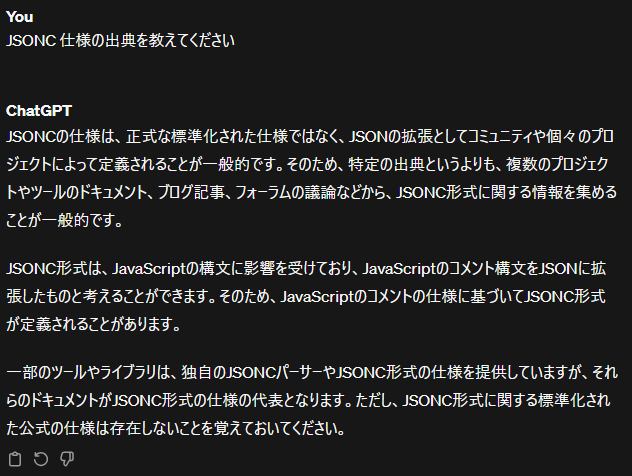 You
JSONC 仕様の出典を教えてください
ChatGPT
JSONCの仕様は、正式な標準化された仕様ではなく、JSONの拡張としてコミュニティや個々のプロ
ジェクトによって定義されることが一般的です。そのため、特定の出典というよりも、複数のプロジェク
トやツールのドキュメント、ブログ記事、フォーラムの議論などから、JSONC形式に関する情報を集める
ことが一般的です。
JSONC形式は、JavaScriptの構文に影響を受けており、JavaScriptのコメント構文をJSONに拡
張したものと考えることができます。そのため、JavaScriptのコメントの仕様に基づいてJSONC形式
が定義されることがあります。
一部のツールやライブラリは、独自のJSONCパーサーやJSONC形式の仕様を提供していますが、それ
らのドキュメントがJSONC形式の仕様の代表となります。ただし、JSONC形式に関する標準化され
た公式の仕様は存在しないことを覚えておいてください。